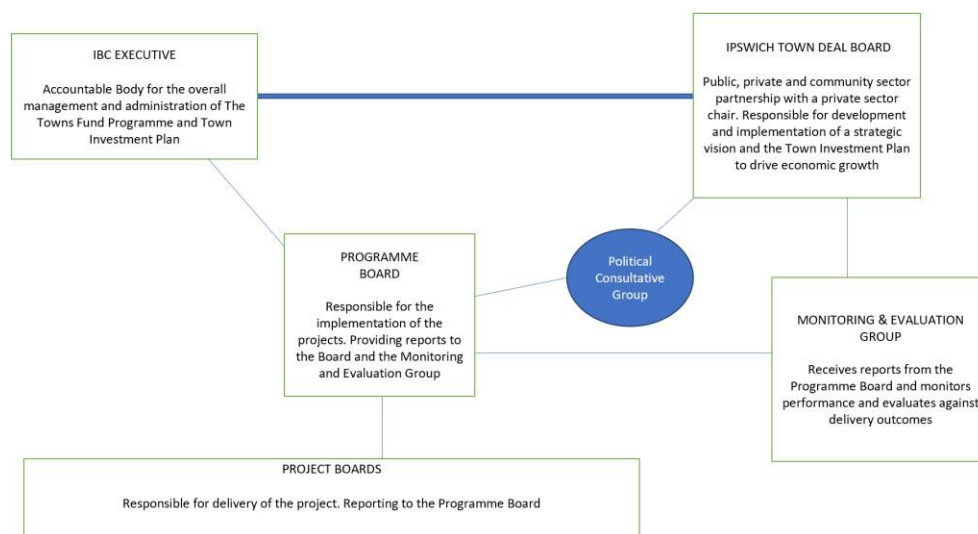 IBC EXECUTIVE
Accountable Body for the overall
management and administration of The
Towns Fund Programme and Town
Investment Plan
IPSWICH TOWN DEAL BOARD
Public, private and community sector
partnership with a private sector
chair. Responsible for development
and implementation of a strategic
vision and the Town Investment Plan
to drive economic growth
PROGRAMME
BOARD
Responsible for the
implementation of the
projects. Providing reports to
the Board and the Monitoring
and Evaluation Group
Political
Consultative
Group
MONITORING & EVALUATION
GROUP
Receives reports from the
Programme Board and monitors
performance and evaluates against
delivery outcomes
PROJECT BOARDS
Responsible for delivery of the project. Reporting to the Programme Board